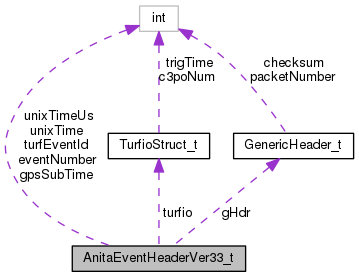 int
trigTime
c3poNum
checksum
packetNumber
unixTimeUs
unixTime
turfEventId
eventNumber
gpsSubTime
TurfioStruct_t
GenericHeader_t
turfio
gHdr
AnitaEventHeaderVer33_t